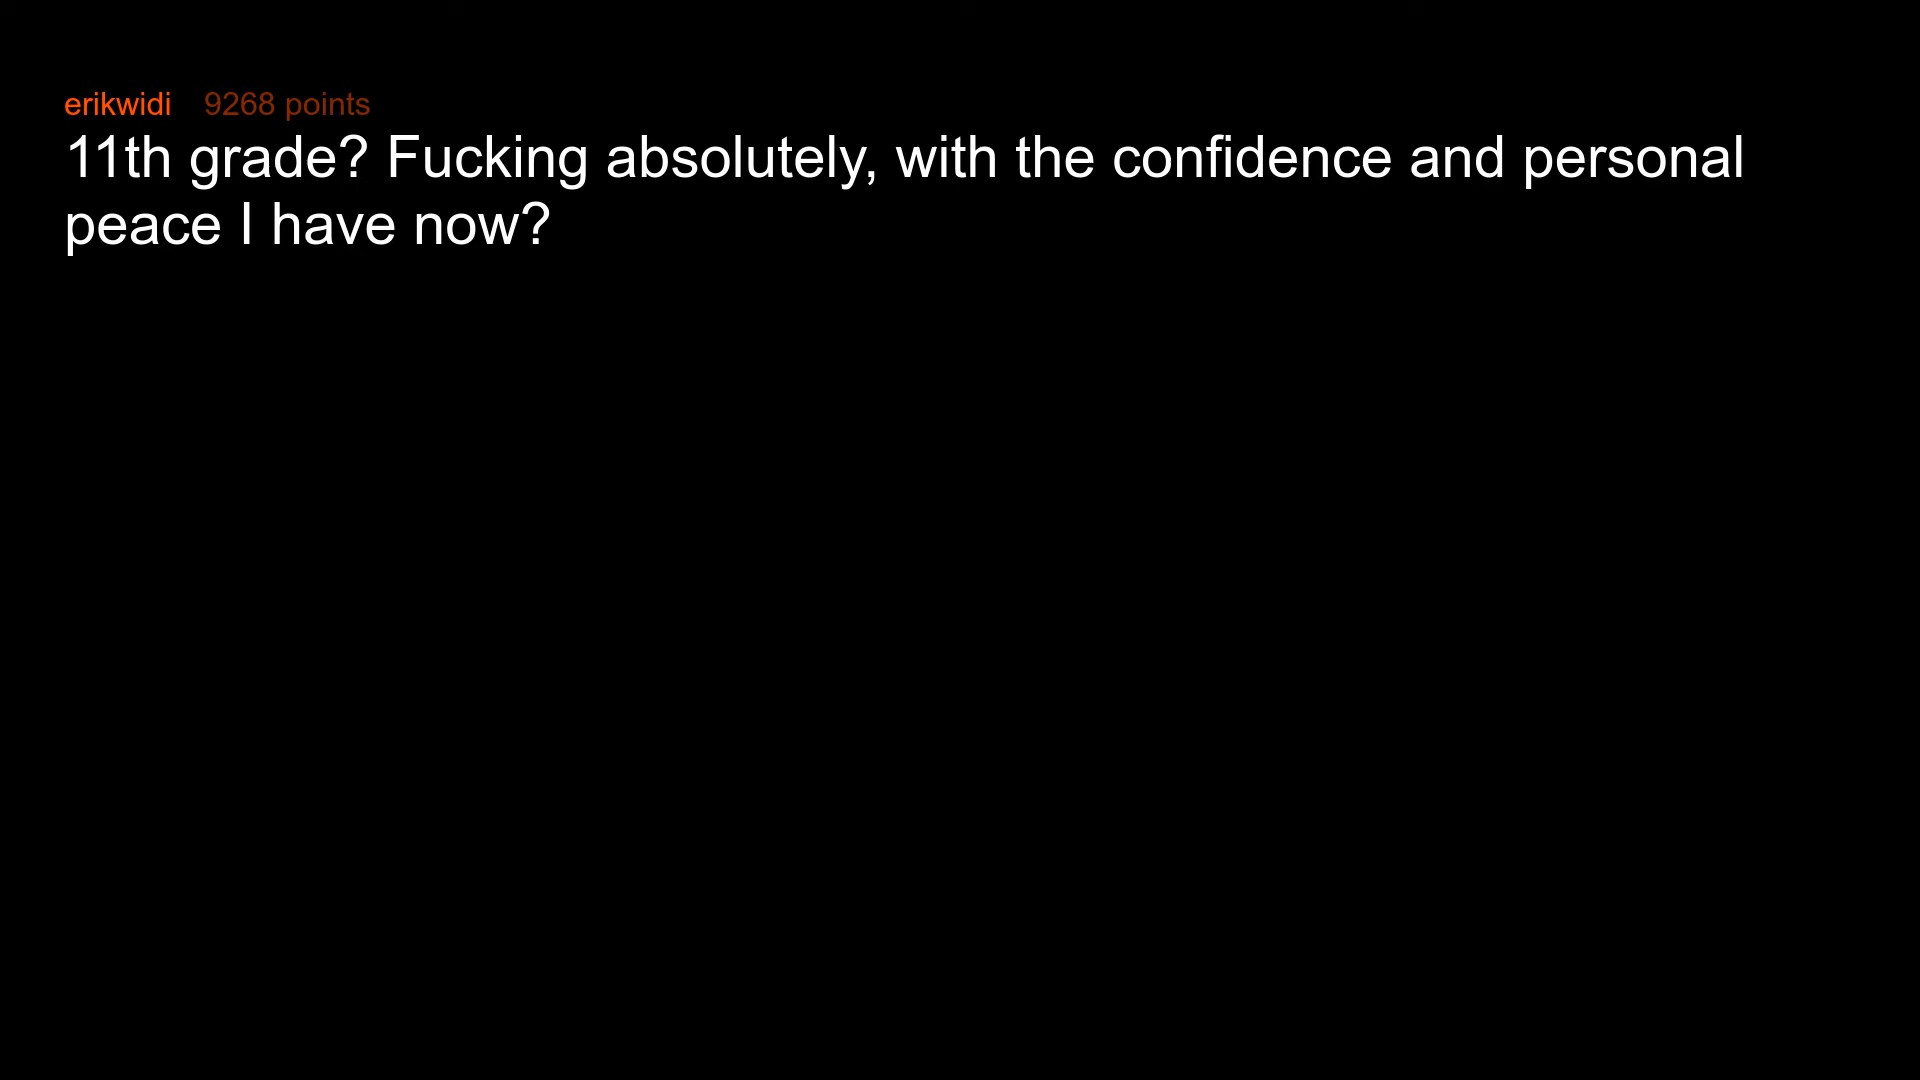 erikwidi 9268 points
11th grade? Fucking absolutely, with the confidence and personal
peace I have now?